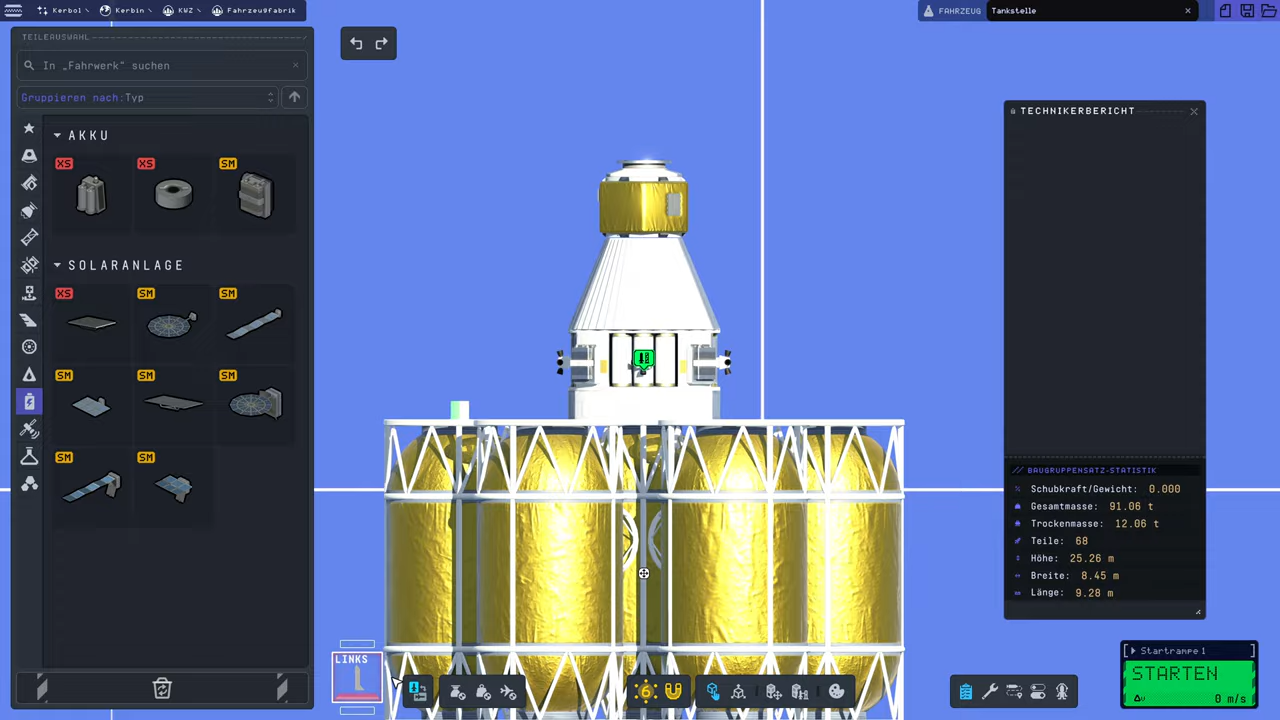 Kerbol
Kerbin
KWZ
Fahrzeugfabrik
FAHRZEUG
Tankstelle
TEILEAUSWAHL
In „Fahrwerk“ suchen
Gruppieren nach: Typ
AKKU
XS
XS
SM
SOLARANLAGE
XS
SM
SM
SM
SM
SM
SM
SM
TECHNIKERBERICHT
// BAUGRUPPENSATZ-STATISTIK
Schubkraft/Gewicht: 0.000
Gesamtmasse: 91.06 t
Trockenmasse: 12.06 t
Teile: 68
Höhe: 25.26 m
Breite: 8.45 m
Länge: 9.28 m
LINKS
6
Startrampe 1
STARTEN
Δv 0 m/s